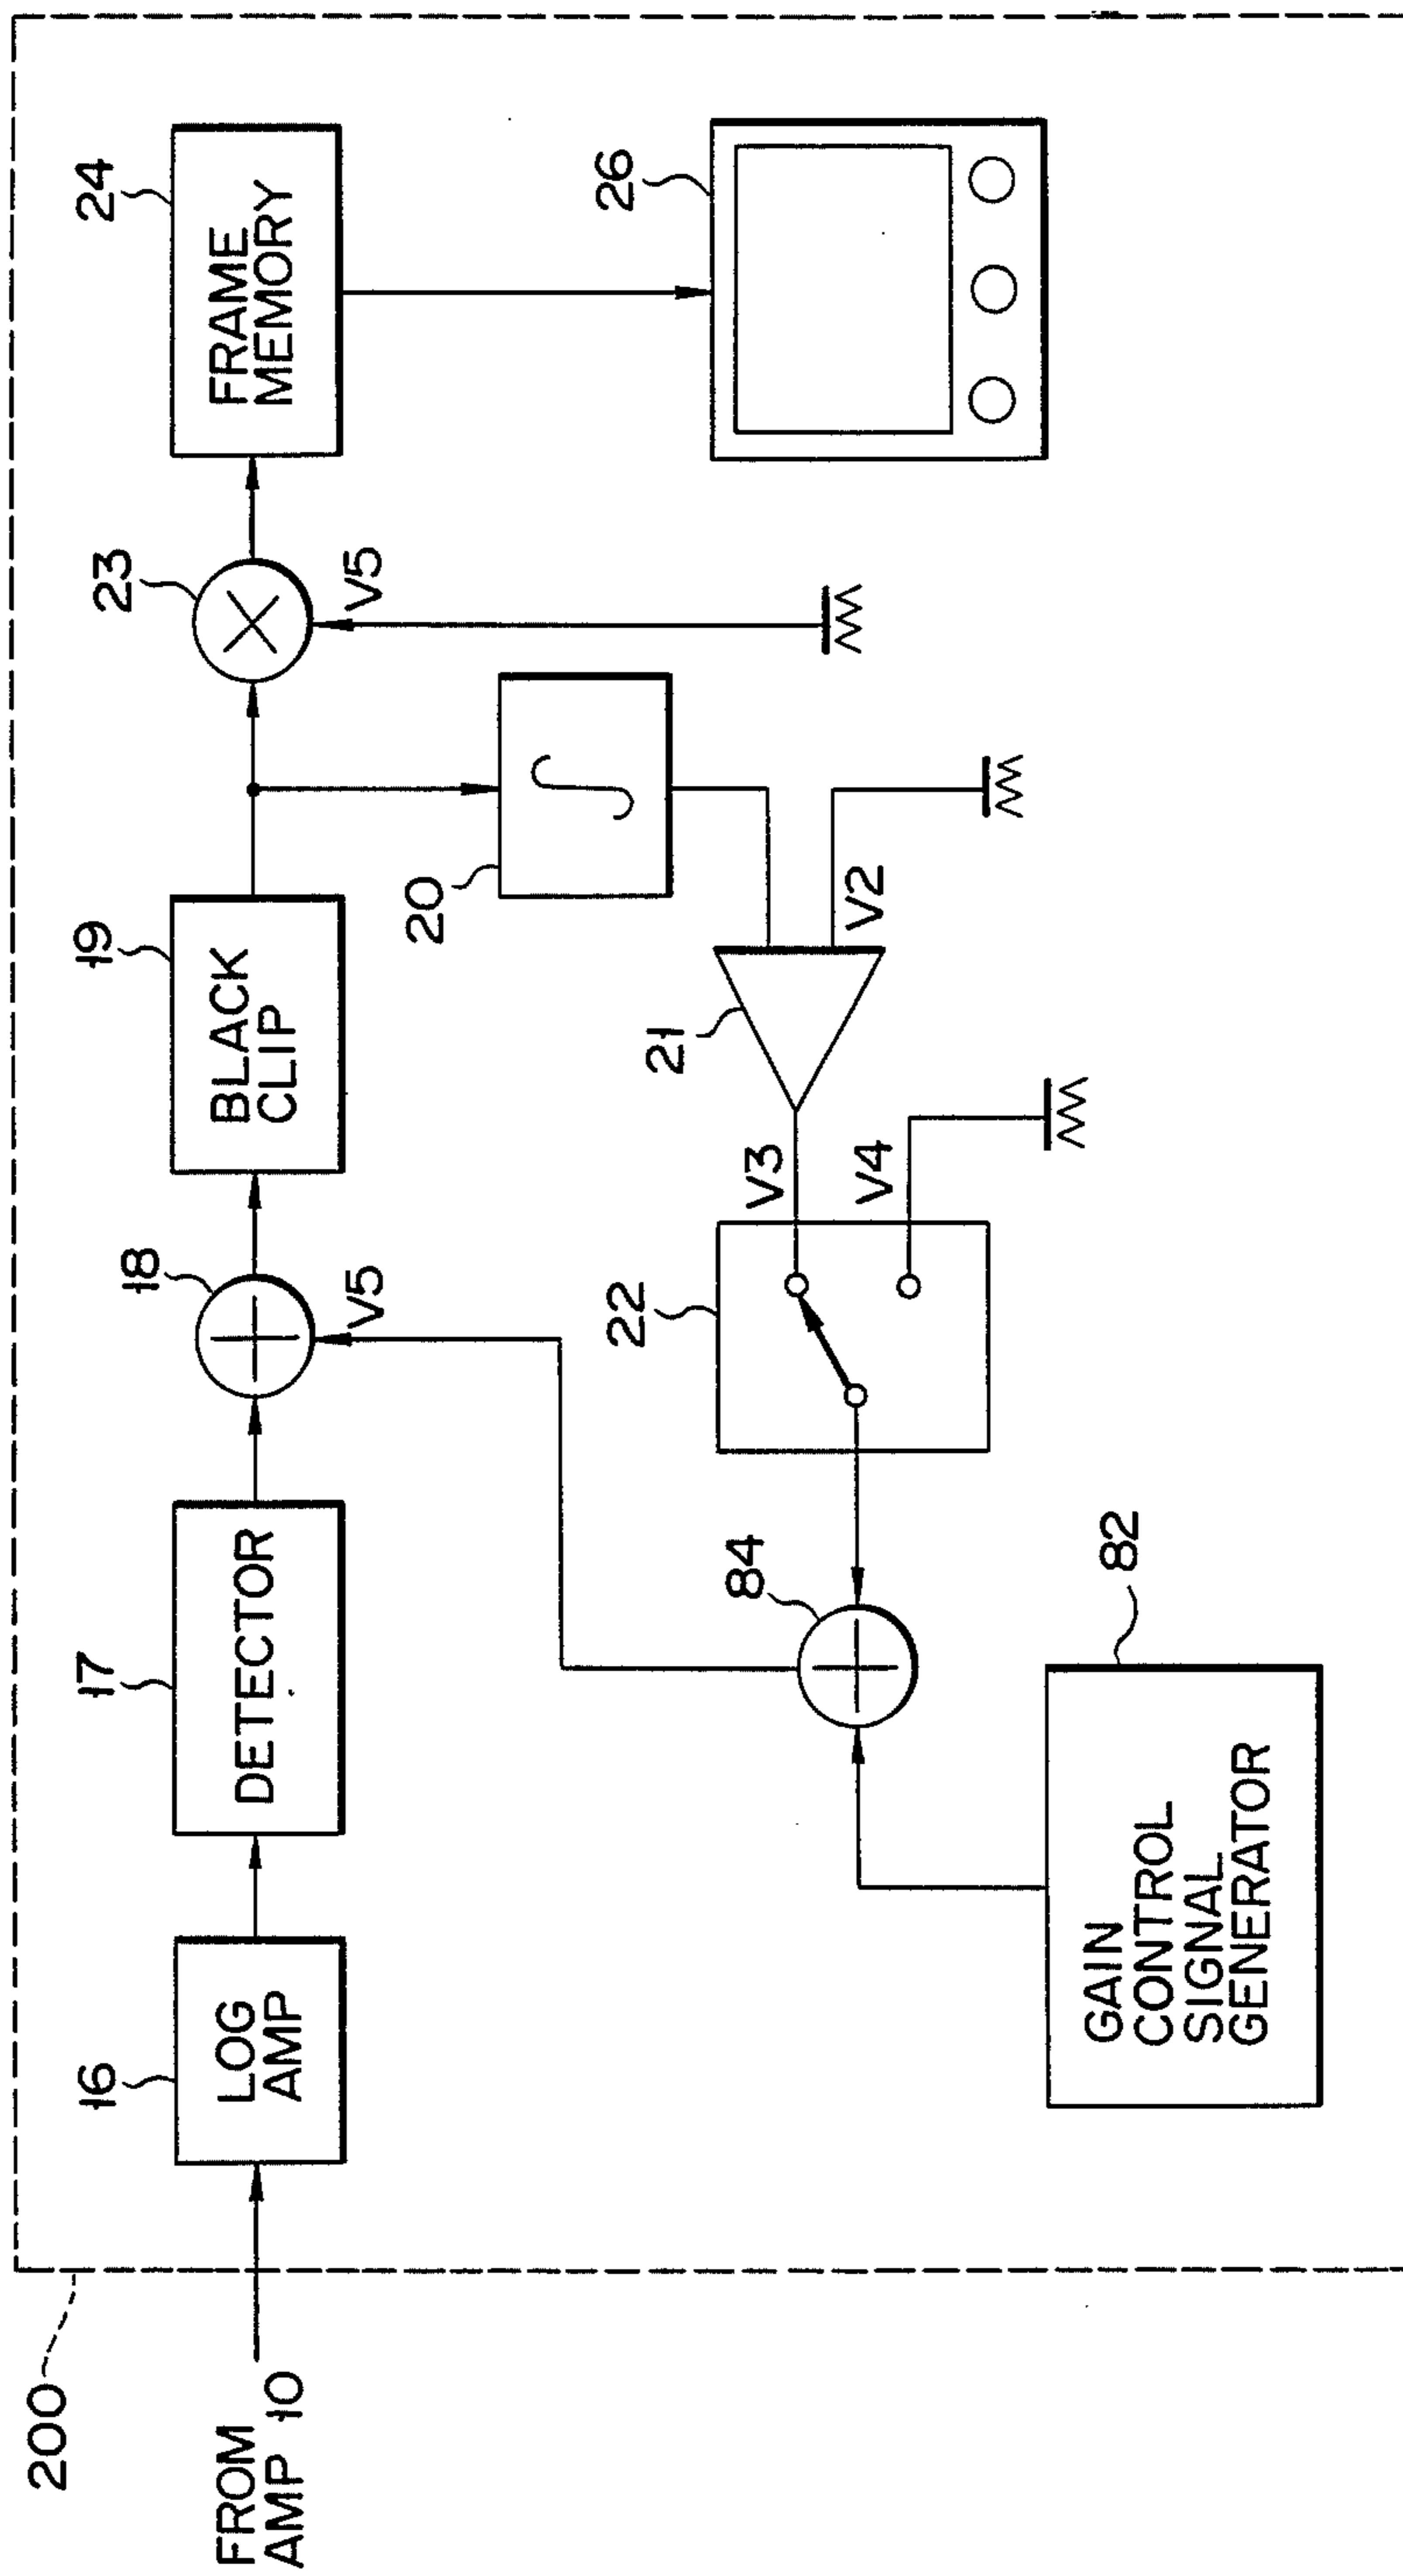 200
FROM
AMP 10
16
LOG
AMP
17
DETECTOR
18
V5
19
BLACK
CLIP
23
V5
24
FRAME
MEMORY
20
∫
26
21
V2
V3
V4
22
84
82
GAIN
CONTROL
SIGNAL
GENERATOR